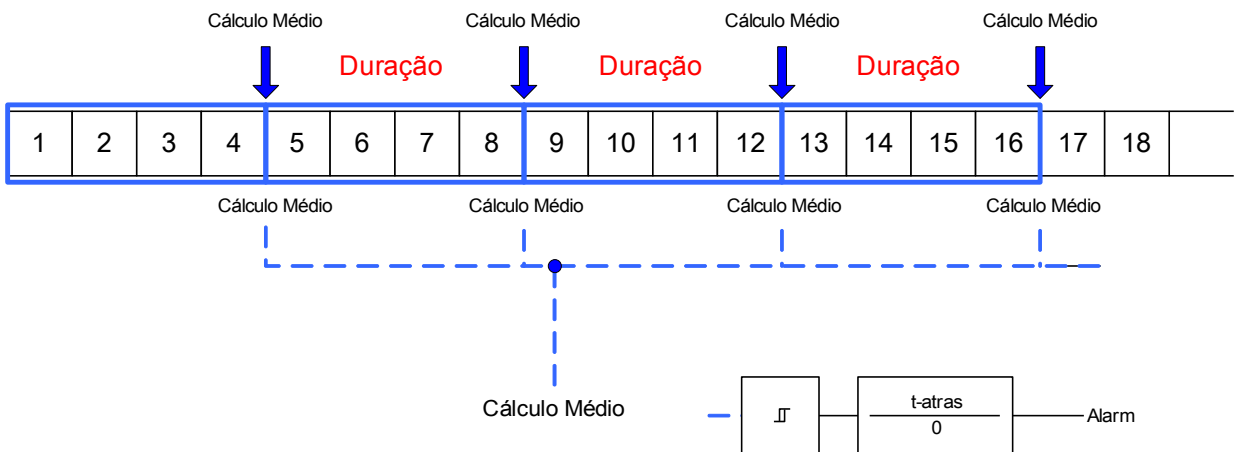 Cálculo Médio Cálculo Médio Cálculo Médio Cálculo Médio
Duração Duração Duração
1 2 3 4 5 6 7 8 9 10 11 12 13 14 15 16 17 18
Cálculo Médio Cálculo Médio Cálculo Médio Cálculo Médio
Cálculo Médio
t-atras
0
Alarm